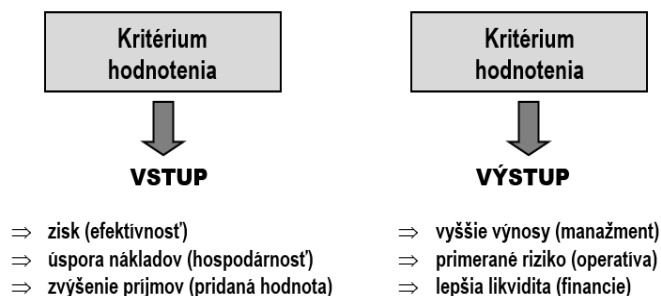 Kritérium
hodnotenia
VSTUP
⇒ zisk (efektívnosť)
⇒ úspora nákladov (hospodárnosť)
⇒ zvýšenie príjmov (pridaná hodnota)
Kritérium
hodnotenia
VÝSTUP
⇒ vyššie výnosy (manažment)
⇒ primerané riziko (operatíva)
⇒ lepšia likvidita (financie)